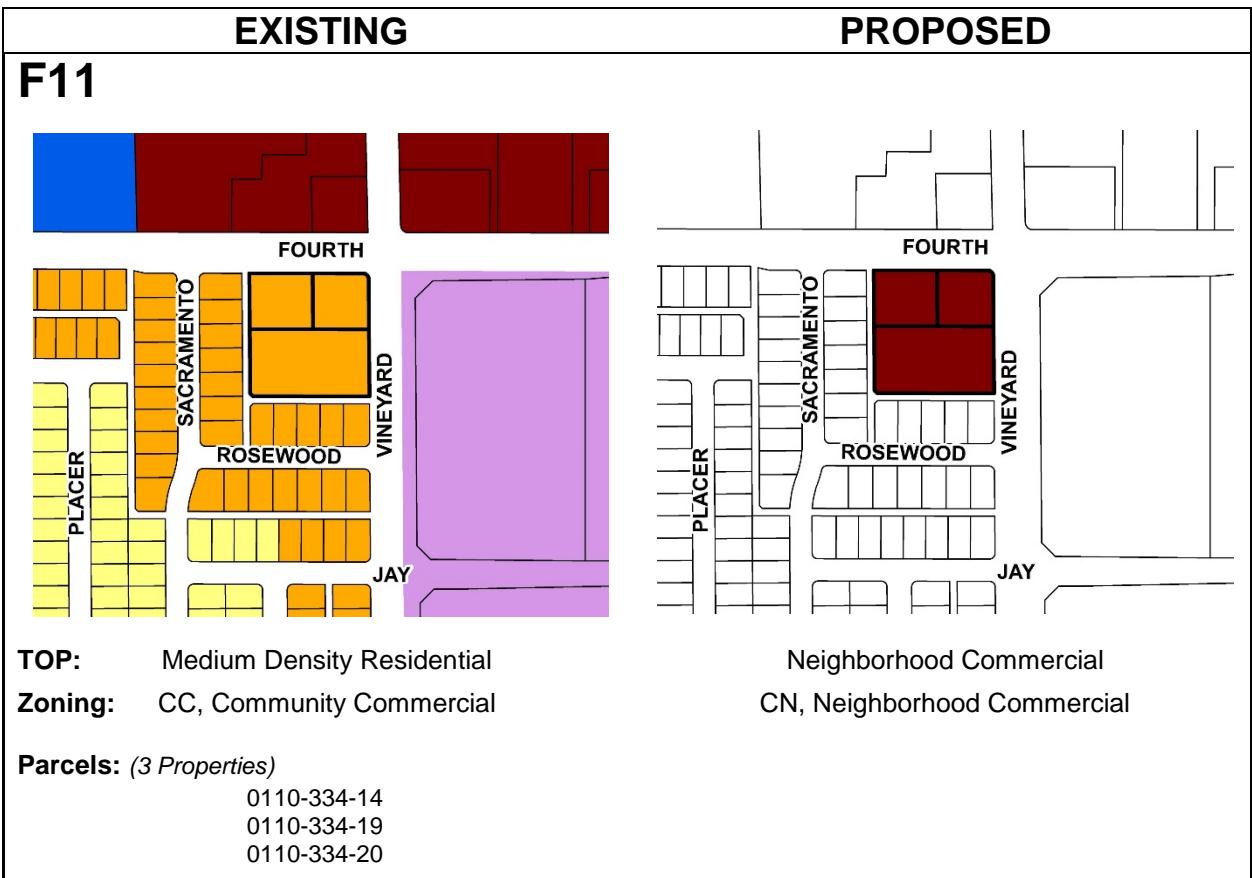 EXISTING PROPOSED
F11
FOURTH
SACRAMENTO
VINEYARD
ROSEWOOD
PLACER
JAY
FOURTH
SACRAMENTO
VINEYARD
ROSEWOOD
PLACER
JAY
TOP: Medium Density Residential Neighborhood Commercial
Zoning: CC, Community Commercial CN, Neighborhood Commercial
Parcels: (3 Properties)
0110-334-14
0110-334-19
0110-334-20